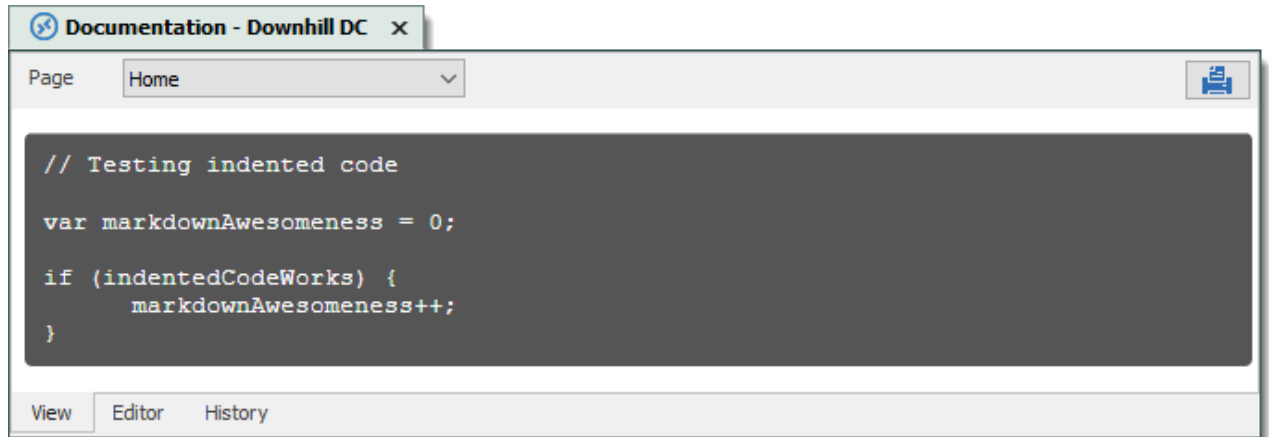 Documentation - Downhill DC x
Page Home
// Testing indented code
var markdownAwesomeness = 0;
if (indentedCodeWorks) {
markdownAwesomeness++;
}
View Editor History